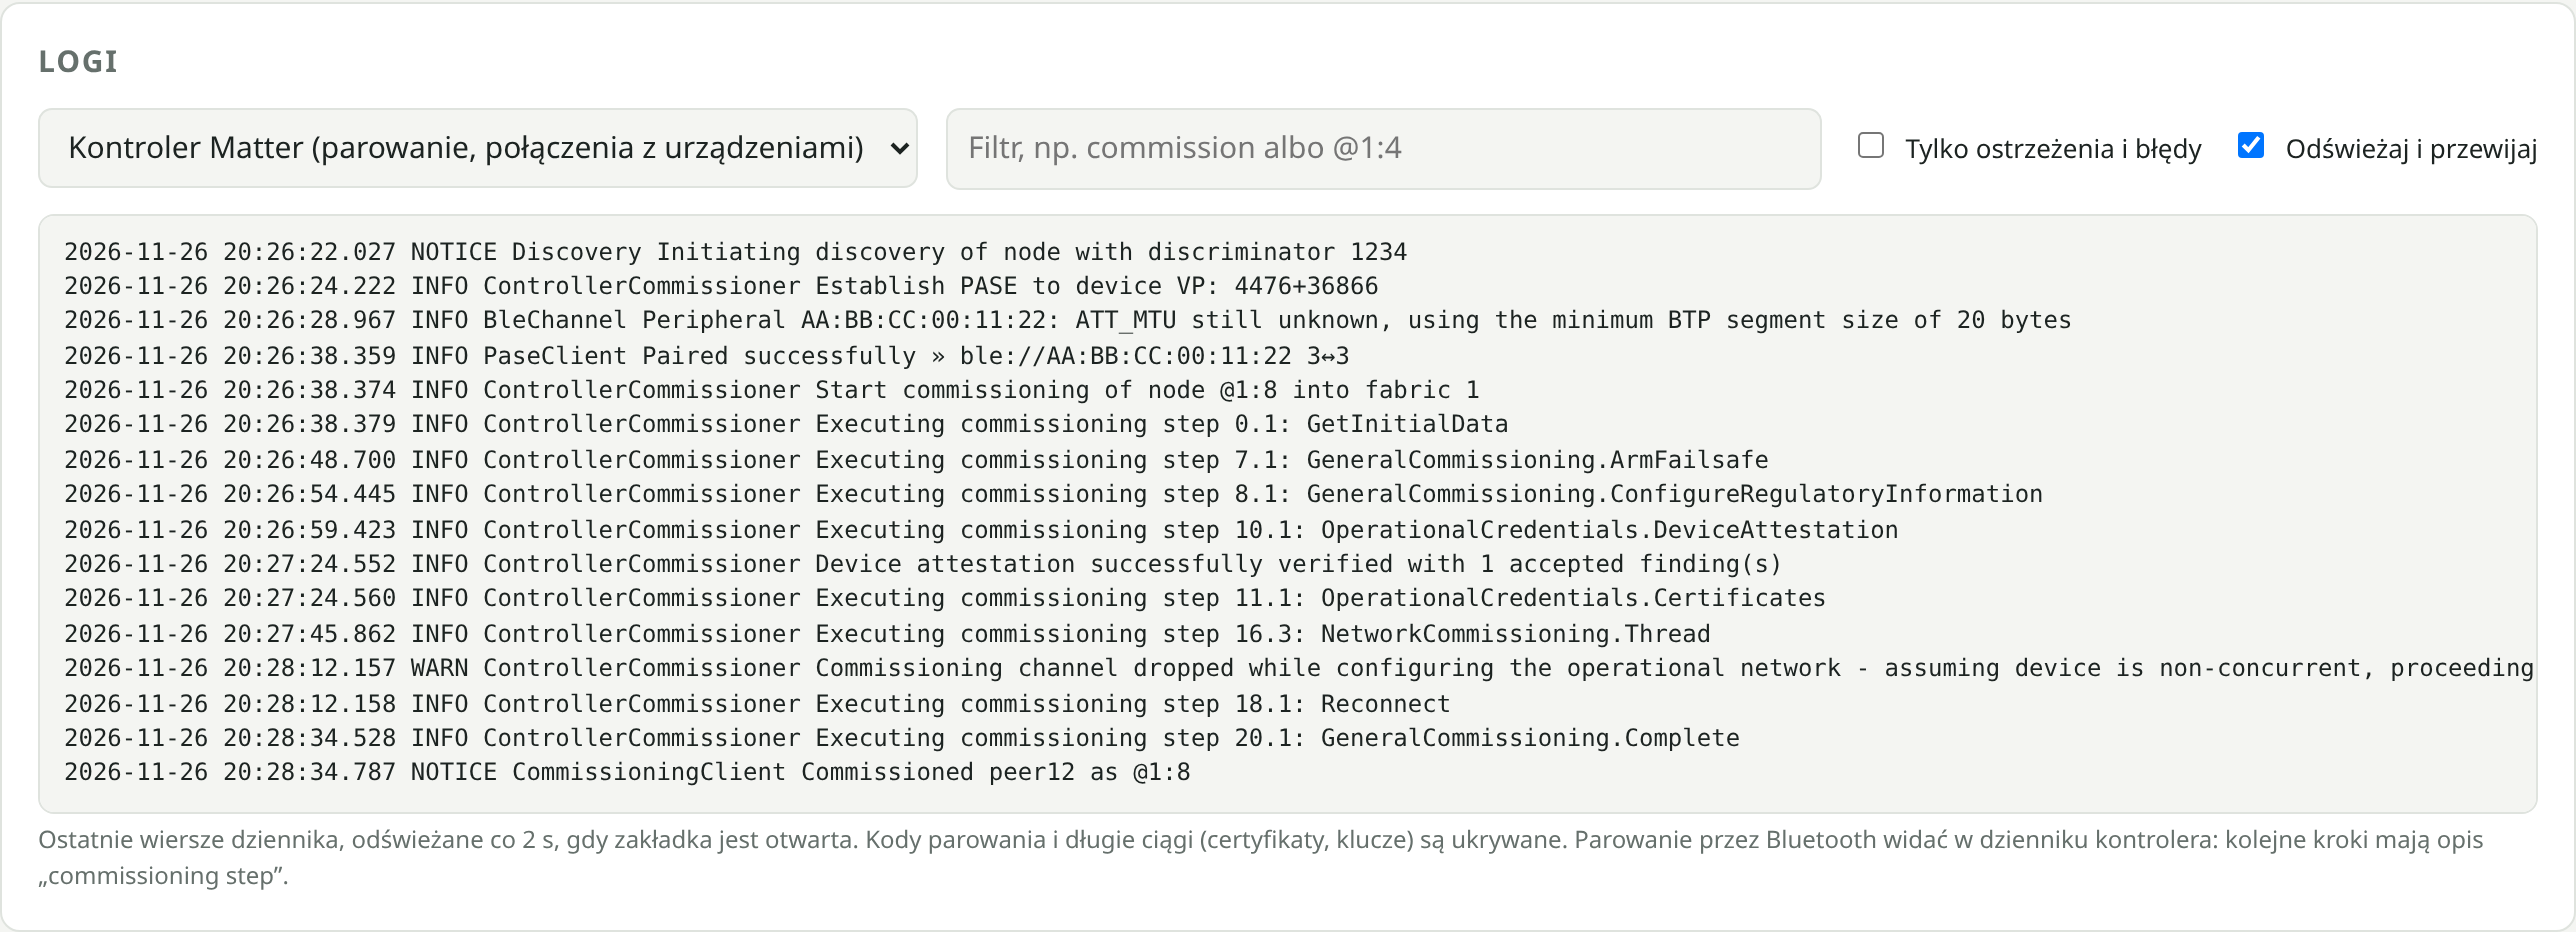 LOGI
Kontroler Matter (parowanie, połączenia z urządzeniami)
Filtr, np. commission albo @1:4
Tylko ostrzeżenia i błędy
Odświeżaj i przewijaj
2026-11-26 20:26:22.027 NOTICE Discovery Initiating discovery of node with discriminator 1234
2026-11-26 20:26:24.222 INFO ControllerCommissioner Establish PASE to device VP: 4476+36866
2026-11-26 20:26:28.967 INFO BleChannel Peripheral AA:BB:CC:00:11:22: ATT_MTU still unknown, using the minimum BTP segment size of 20 bytes
2026-11-26 20:26:38.359 INFO PaseClient Paired successfully » ble://AA:BB:CC:00:11:22 3↔3
2026-11-26 20:26:38.374 INFO ControllerCommissioner Start commissioning of node @1:8 into fabric 1
2026-11-26 20:26:38.379 INFO ControllerCommissioner Executing commissioning step 0.1: GetInitialData
2026-11-26 20:26:48.700 INFO ControllerCommissioner Executing commissioning step 7.1: GeneralCommissioning.ArmFailsafe
2026-11-26 20:26:54.445 INFO ControllerCommissioner Executing commissioning step 8.1: GeneralCommissioning.ConfigureRegulatoryInformation
2026-11-26 20:26:59.423 INFO ControllerCommissioner Executing commissioning step 10.1: OperationalCredentials.DeviceAttestation
2026-11-26 20:27:24.552 INFO ControllerCommissioner Device attestation successfully verified with 1 accepted finding(s)
2026-11-26 20:27:24.560 INFO ControllerCommissioner Executing commissioning step 11.1: OperationalCredentials.Certificates
2026-11-26 20:27:45.862 INFO ControllerCommissioner Executing commissioning step 16.3: NetworkCommissioning.Thread
2026-11-26 20:28:12.157 WARN ControllerCommissioner Commissioning channel dropped while configuring the operational network - assuming device is non-concurrent, proceeding
2026-11-26 20:28:12.158 INFO ControllerCommissioner Executing commissioning step 18.1: Reconnect
2026-11-26 20:28:34.528 INFO ControllerCommissioner Executing commissioning step 20.1: GeneralCommissioning.Complete
2026-11-26 20:28:34.787 NOTICE CommissioningClient Commissioned peer12 as @1:8
Ostatnie wiersze dziennika, odświeżane co 2 s, gdy zakładka jest otwarta. Kody parowania i długie ciągi (certyfikaty, klucze) są ukrywane. Parowanie przez Bluetooth widać w dzienniku kontrolera: kolejne kroki mają opis
„commissioning step”.